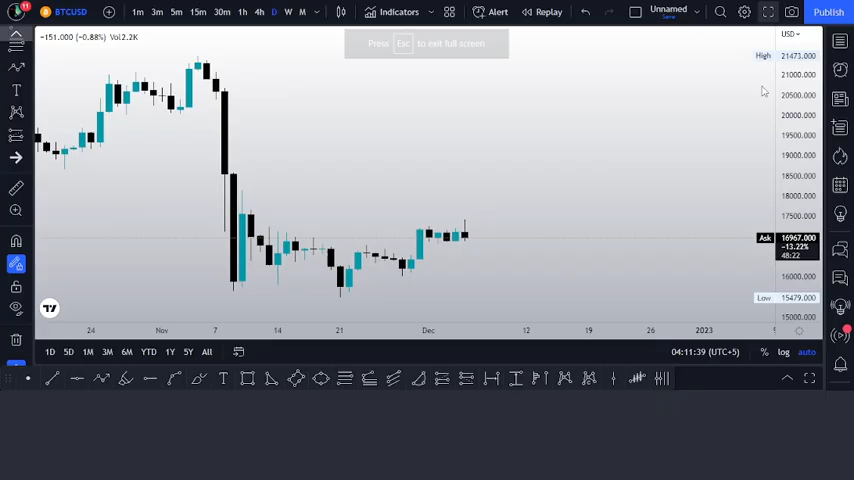 11
BTCUSD
1m 3m 5m 15m 30m 1h 4h D W M
Indicators
Alert
Replay
Unnamed
Save
Publish
−151.000 (−0.88%) Vol2.2K
Press Esc to exit full screen
USD
High 21473.000
21000.000
20500.000
20000.000
19500.000
19000.000
18500.000
18000.000
17500.000
Ask 16967.000
−13.22%
48:22
16000.000
Low 15479.000
15000.000
24 Nov 7 14 21 Dec 12 19 26 2023 9
1D 5D 1M 3M 6M YTD 1Y 5Y All
04:11:39 (UTC+5) % log auto
T
T